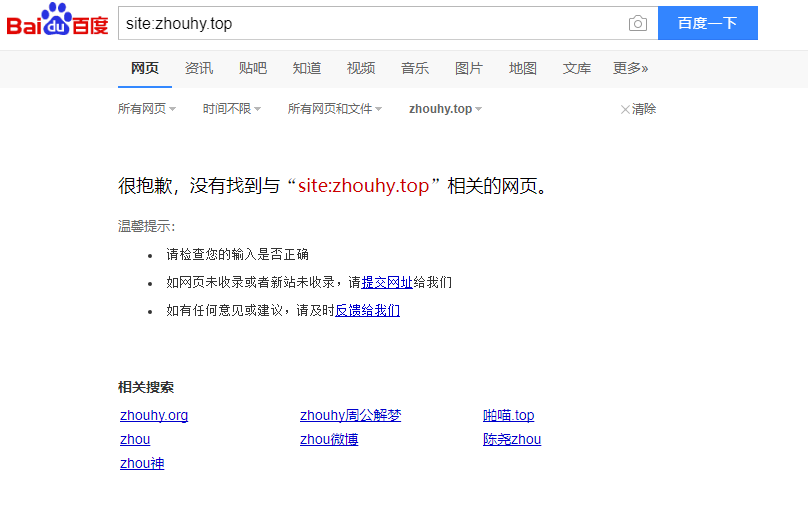 Bai du 百度 site:zhouhy.top 百度一下
网页 资讯 贴吧 知道 视频 音乐 图片 地图 文库 更多»
所有网页 时间不限 所有网页和文件 zhouhy.top 清除
很抱歉，没有找到与“site:zhouhy.top”相关的网页。
温馨提示：
请检查您的输入是否正确
如网页未收录或者新站未收录，请提交网址给我们
如有任何意见或建议，请及时反馈给我们
相关搜索
zhouhy.org zhouhy周公解梦 啪喵.top
zhou zhou微博 陈尧zhou
zhou神